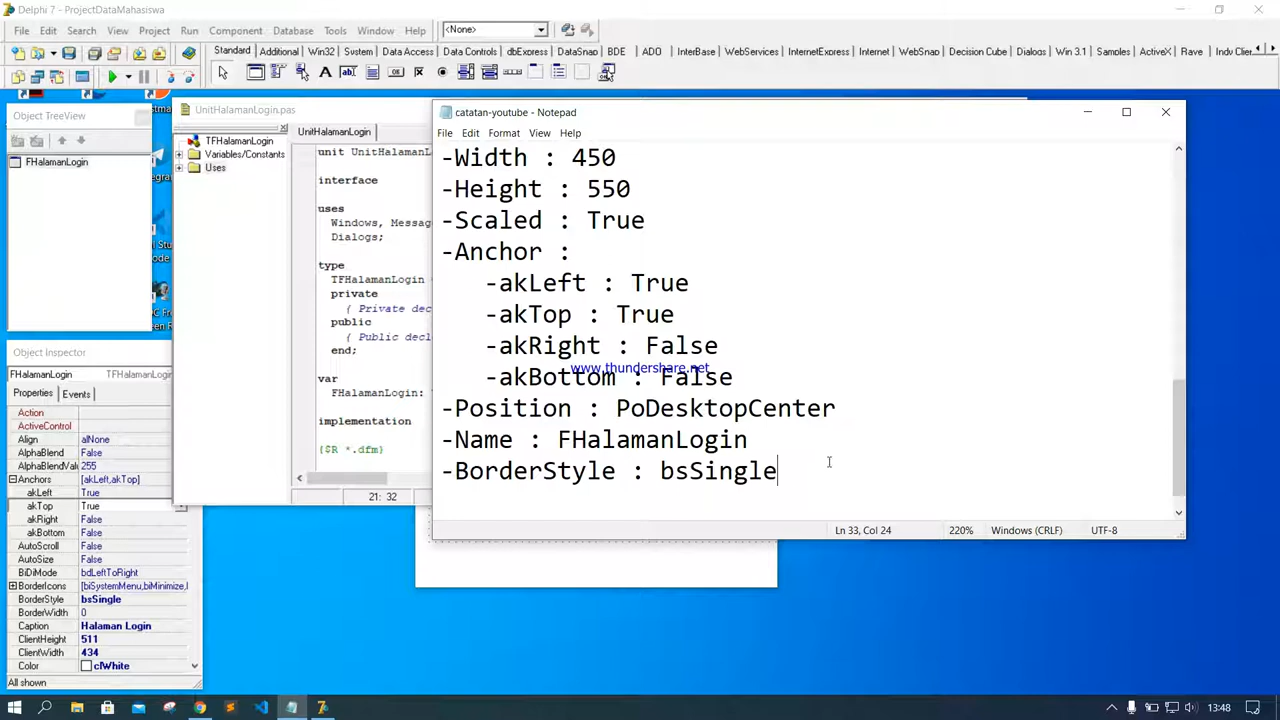 Delphi 7 - ProjectDataMahasiswa
File Edit Search View Project Run Component Database Tools Window Help
<None>
Standard Additional Win32 System Data Access Data Controls dbExpress DataSnap BDE ADO InterBase WebServices InternetExpress Internet WebSnap Decision Cube Dialogs Win 3.1 Samples ActiveX Rave
Object TreeView
FHalamanLogin
UnitHalamanLogin.pas
TFHalamanLogin
Variables/Constants
Uses
UnitHalamanLogin
unit UnitHalamanL
interface
uses
Windows, Messag
Dialogs;
type
TFHalamanLogin
private
{ Private dec
public
{ Public decl
end;
var
FHalamanLogin:
implementation
{$R *.dfm}
21: 32
catatan-youtube - Notepad
File Edit Format View Help
-Width : 450
-Height : 550
-Scaled : True
-Anchor :
-akLeft : True
-akTop : True
-akRight : False
www.thundershare.net
-akBottom : False
-Position : PoDesktopCenter
-Name : FHalamanLogin
-BorderStyle : bsSingle
Ln 33, Col 24 220% Windows (CRLF) UTF-8
Object Inspector
FHalamanLogin TFHalamanLogin
Properties Events
Action
ActiveControl
Align alNone
AlphaBlend False
AlphaBlendValu 255
Anchors [akLeft,akTop]
akLeft True
akTop True
akRight False
akBottom False
AutoScroll False
AutoSize False
BiDiMode bdLeftToRight
BorderIcons [biSystemMenu,biMinimize,
BorderStyle bsSingle
BorderWidth 0
Caption Halaman Login
ClientHeight 511
ClientWidth 434
Color clWhite
All shown
13:48